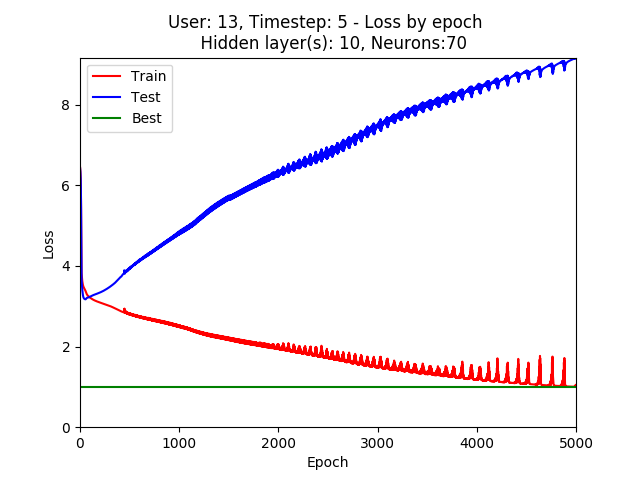 User: 13, Timestep: 5 - Loss by epoch
Hidden layer(s): 10, Neurons:70
Train
Test
Best
Loss
8
6
4
2
0
0 1000 2000 3000 4000 5000
Epoch